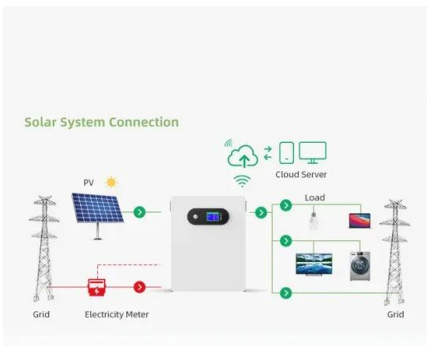 Solar System Connection
Cloud Server
PV
Load
Grid
Electricity Meter
Grid